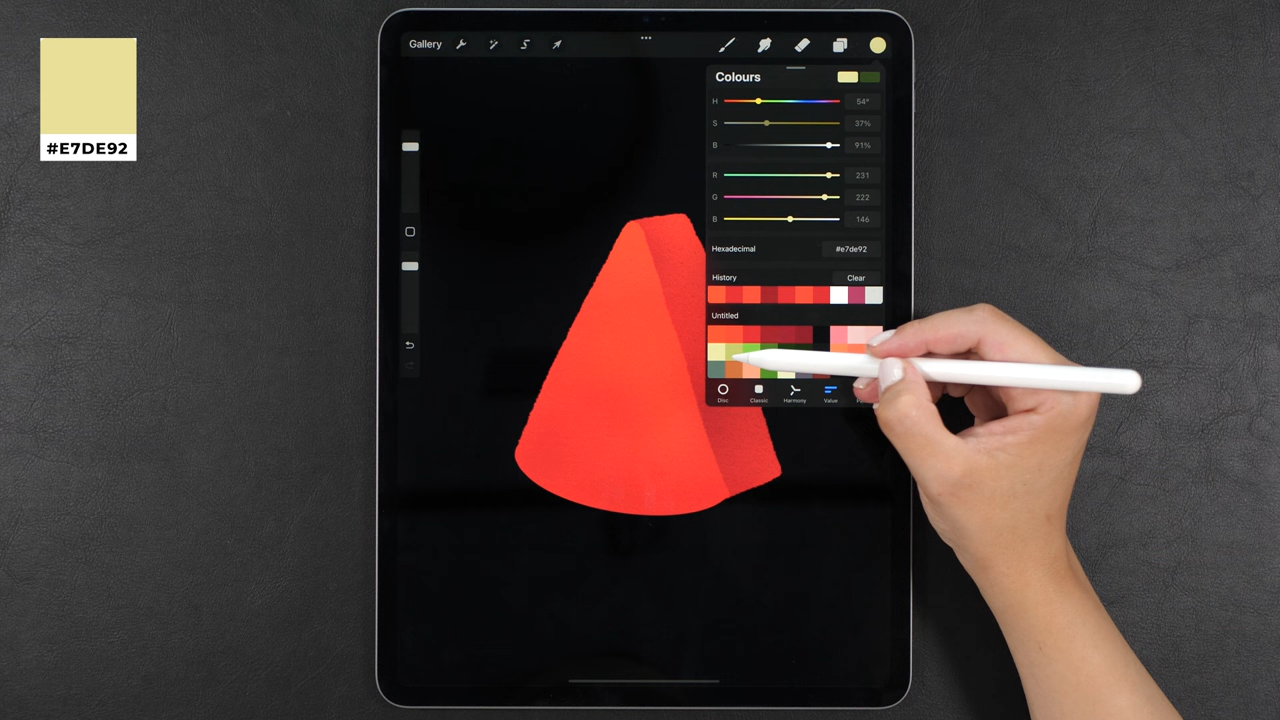 #E7DE92
Gallery
Colours
H 54°
S 37%
B 91%
R 231
G 222
B 146
Hexadecimal #e7de92
History Clear
Untitled
Disc Classic Harmony Value